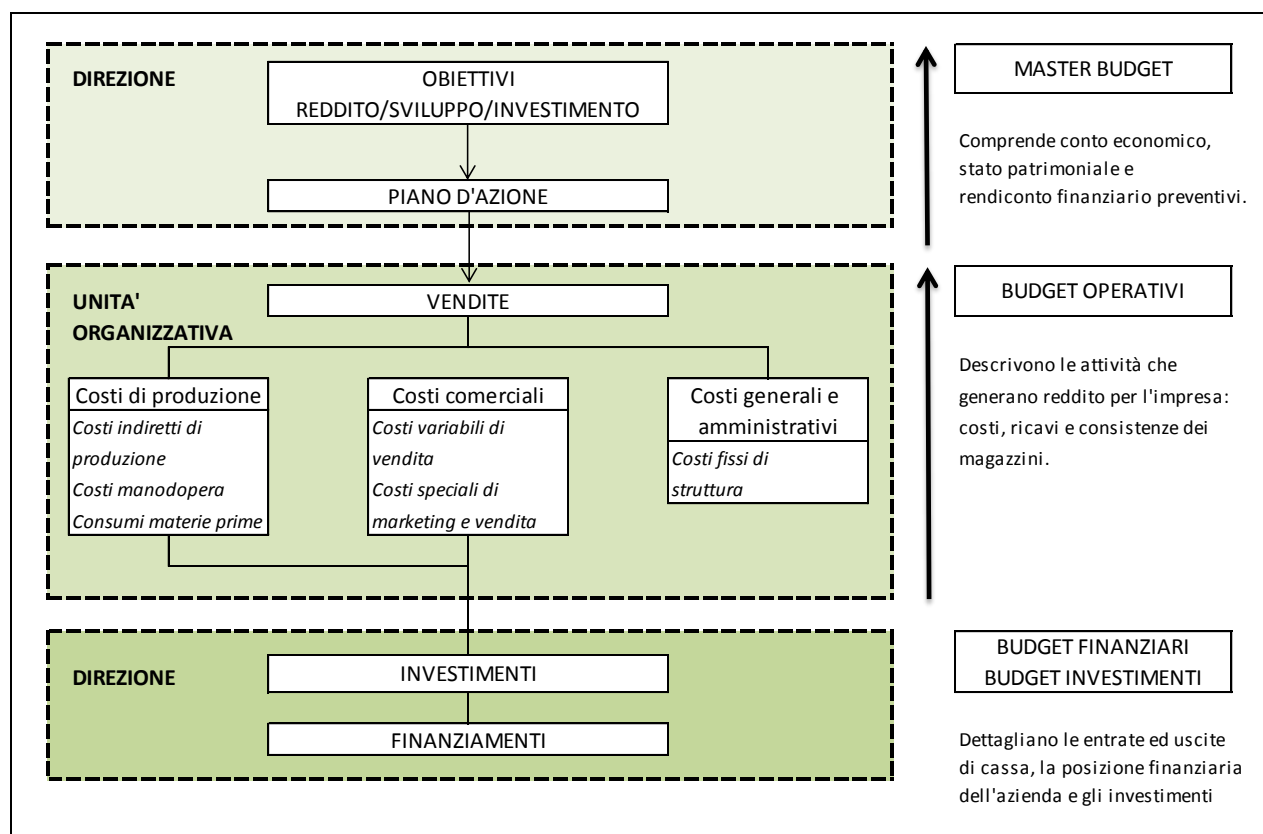 DIREZIONE
OBIETTIVI
REDDITO/SVILUPPO/INVESTIMENTO
PIANO D'AZIONE
MASTER BUDGET
Comprende conto economico,
stato patrimoniale e
rendiconto finanziario preventivi.
UNITA'
ORGANIZZATIVA
VENDITE
Costi di produzione
Costi indiretti di
produzione
Costi manodopera
Consumi materie prime
Costi commerciali
Costi variabili di
vendita
Costi speciali di
marketing e vendita
Costi generali e
amministrativi
Costi fissi di
struttura
BUDGET OPERATIVI
Descrivono le attività che
generano reddito per l'impresa:
costi, ricavi e consistenze dei
magazzini.
DIREZIONE
INVESTIMENTI
FINANZIAMENTI
BUDGET FINANZIARI
BUDGET INVESTIMENTI
Dettagliano le entrate ed uscite
di cassa, la posizione finanziaria
dell'azienda e gli investimenti